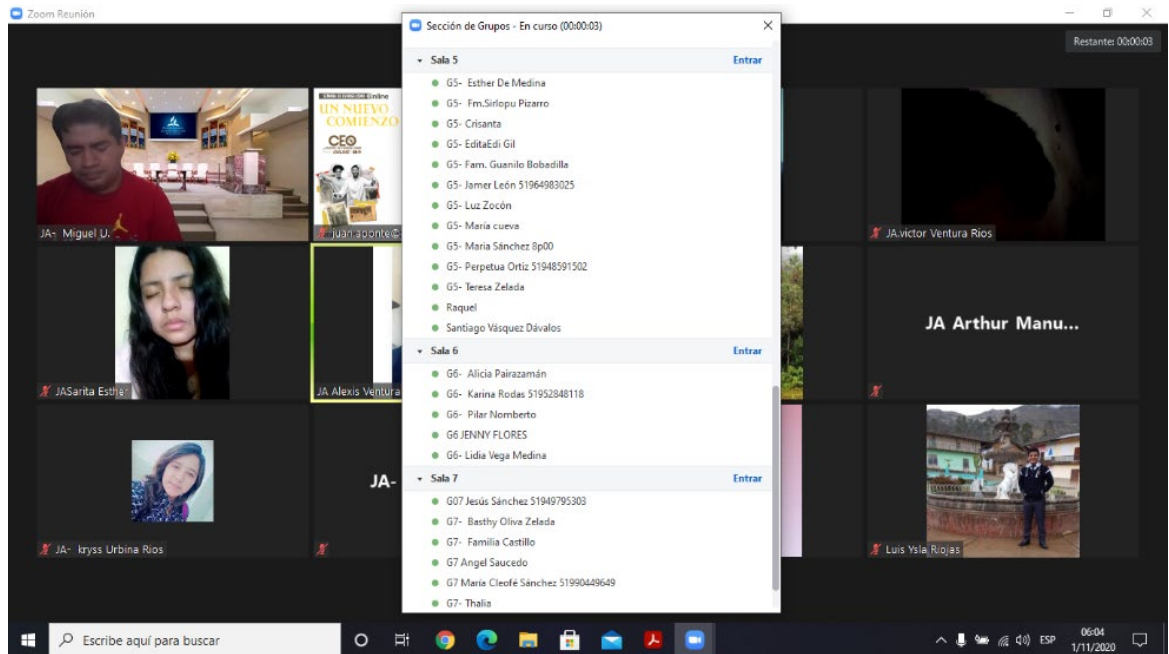 Zoom Reunión
Sección de Grupos - En curso (00:00:03)
Restante: 00:00:03
Sala 5
Entrar
G5- Esther De Medina
G5- Fm.Sirlopu Pizarro
G5- Crisanta
G5- EditaEdi Gil
G5- Fam. Guanilo Bobadilla
G5- Jamer León 51964983025
G5- Luz Zocón
G5- María cueva
G5- Maria Sánchez 8p00
G5- Perpetua Ortiz 51948591502
G5- Teresa Zelada
Raquel
Santiago Vásquez Dávalos
Sala 6
Entrar
G6- Alicia Pairazamán
G6- Karina Rodas 51952848118
G6- Pilar Nomberto
G6 JENNY FLORES
G6- Lidia Vega Medina
Sala 7
Entrar
G07 Jesús Sánchez 51949795303
G7- Basthy Oliva Zelada
G7- Familia Castillo
G7 Angel Saucedo
G7 María Cleofé Sánchez 51990449649
G7- Thalia
UN NUEVO
COMIENZO
CEO
JA- Miguel U.
juan.aponte@
JA.victor Ventura Rios
JASarita Esther
JA Alexis Ventura
JA Arthur Manu...
JA- kryss Urbina Rios
JA-
Luis Ysla Riojas
Escribe aquí para buscar
ESP
06:04
1/11/2020